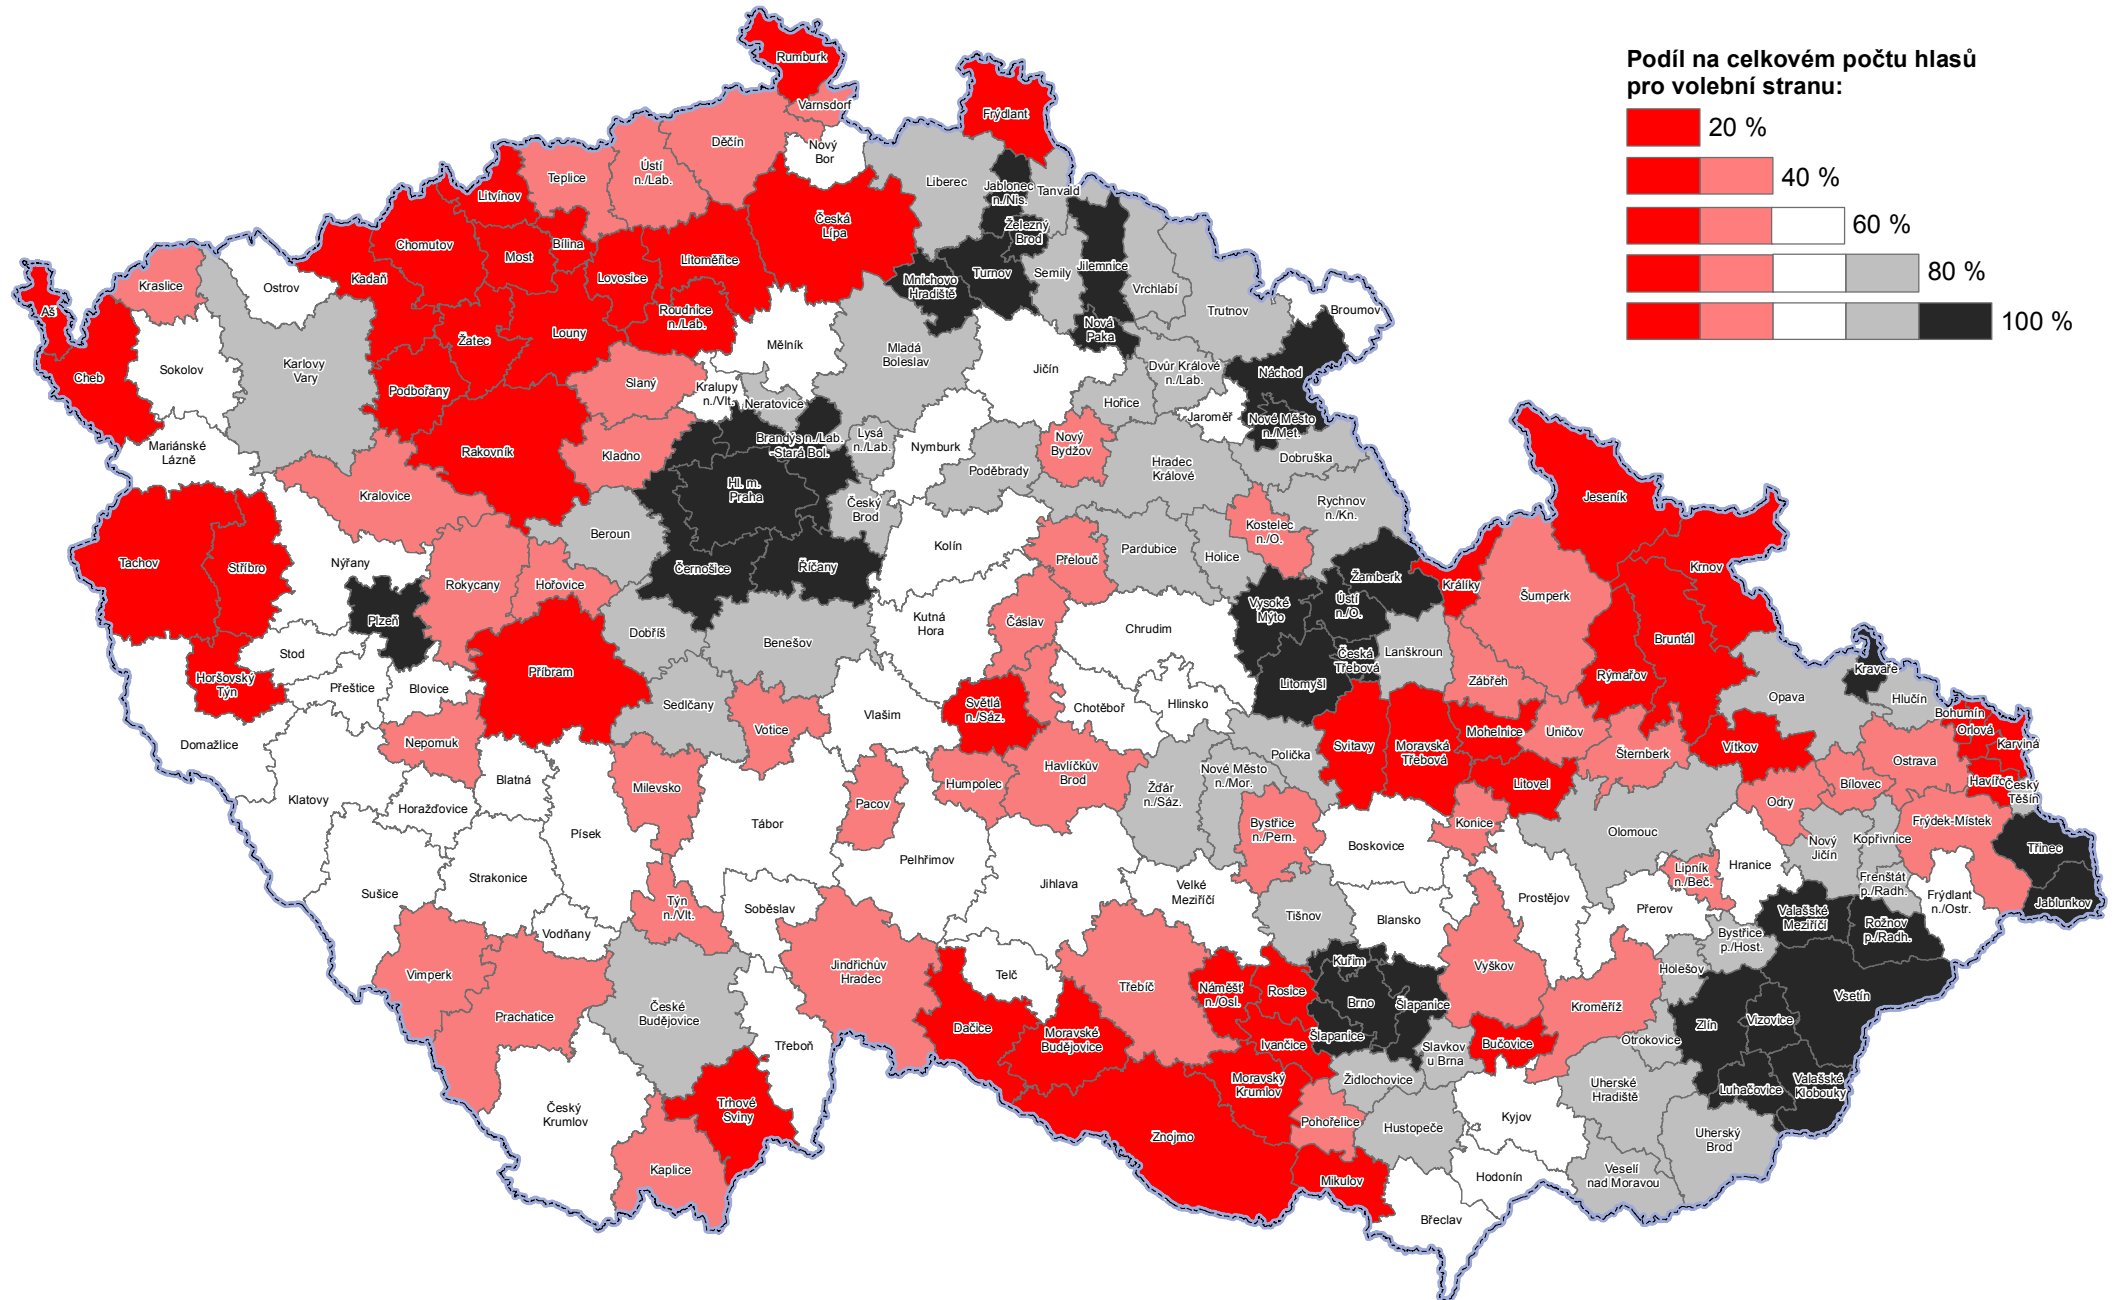 Podíl na celkovém počtu hlasů
pro volební stranu:
20 %
40 %
60 %
80 %
100 %
Rumburk
Varnsdorf
Děčín
Nový
Bor
Frýdlant
Ústí
n./Lab.
Teplice
Litvínov
Liberec
Jablonec
n./Nis.
Tanvald
Železný
Brod
Česká
Lípa
Chomutov
Most
Bílina
Lovosice
Litoměřice
Kadaň
Ostrov
Kraslice
Aš
Cheb
Sokolov
Karlovy
Vary
Mnichovo
Hradiště
Turnov
Semily
Jilemnice
Vrchlabí
Trutnov
Broumov
Roudnice
n./Lab.
Louny
Žatec
Podbořany
Mělník
Mladá
Boleslav
Jičín
Nová
Paka
Dvůr Králové
n./Lab.
Náchod
Slaný
Kralupy
n./Vlt.
Neratovice
Hořice
Jaroměř
Nové Město
n./Met.
Mariánské
Lázně
Rakovník
Kladno
Brandýs n./Lab.
-Stará Bol.
Lysá
n./Lab.
Nymburk
Poděbrady
Nový
Bydžov
Hradec
Králové
Dobruška
Rychnov
n./Kn.
Kralovice
Hl. m.
Praha
Český
Brod
Kostelec
n./O.
Jeseník
Tachov
Stříbro
Nýřany
Beroun
Kolín
Přelouč
Pardubice
Holice
Rokycany
Hořovice
Černošice
Říčany
Žamberk
Králíky
Šumperk
Krnov
Plzeň
Vysoké
Mýto
Ústí
n./O.
Kutná
Hora
Čáslav
Chrudim
Dobříš
Benešov
Bruntál
Stod
Horšovský
Týn
Příbram
Česká
Třebová
Lanškroun
Litomyšl
Rýmařov
Zábřeh
Kravaře
Opava
Hlučín
Přeštice
Blovice
Sedlčany
Votice
Vlašim
Světlá
n./Sáz.
Chotěboř
Hlinsko
Domažlice
Nepomuk
Svitavy
Moravská
Třebová
Mohelnice
Uničov
Šternberk
Vítkov
Bohumín
Orlová
Karviná
Polička
Klatovy
Blatná
Horažďovice
Milevsko
Humpolec
Havlíčkův
Brod
Nové Město
n./Mor.
Žďár
n./Sáz.
Litovel
Bílovec
Ostrava
Český
Těšín
Pacov
Odry
Písek
Tábor
Bystřice
n./Pern.
Konice
Olomouc
Frýdek-Místek
Boskovice
Nový
Jičín
Kopřivnice
Třinec
Pelhřimov
Jihlava
Strakonice
Sušice
Velké
Meziříčí
Hranice
Lipník
n./Beč.
Frenštát
p./Radh.
Frýdlant
n./Ostr.
Jablunkov
Týn
n./Vlt.
Soběslav
Tišnov
Blansko
Prostějov
Přerov
Valašské
Meziříčí
Rožnov
p./Radh.
Vodňany
Bystřice
p./Host.
Vimperk
Jindřichův
Hradec
Telč
Třebíč
Kuřim
Vyškov
Holešov
Náměšť
n./Osl.
Rosice
Brno
Šlapanice
Kroměříž
Vsetín
Prachatice
České
Budějovice
Dačice
Moravské
Budějovice
Ivančice
Šlapanice
Slavkov
u Brna
Bučovice
Otrokovice
Zlín
Vizovice
Třeboň
Moravský
Krumlov
Židlochovice
Uherské
Hradiště
Luhačovice
Valašské
Klobouky
Český
Krumlov
Trhové
Sviny
Pohořelice
Hustopeče
Kyjov
Znojmo
Uherský
Brod
Kaplice
Mikulov
Hodonín
Veselí
nad Moravou
Břeclav